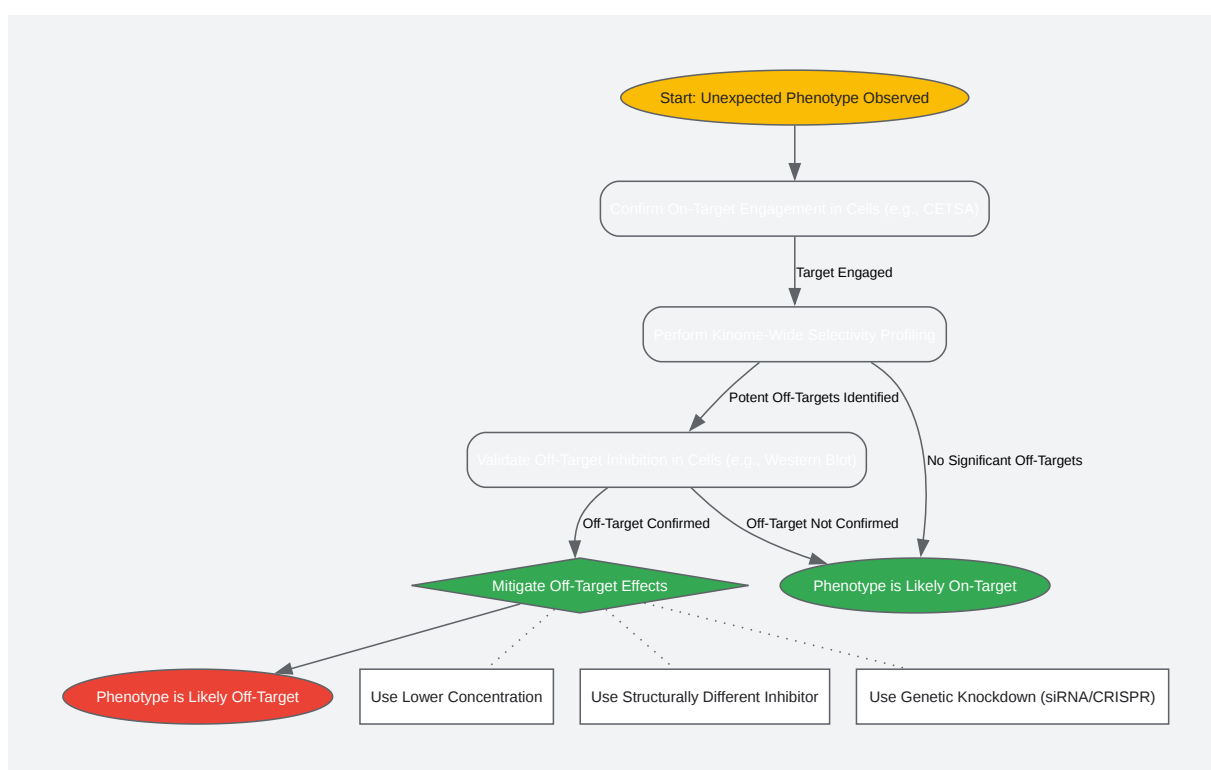 Start: Unexpected Phenotype Observed
Confirm On-Target Engagement in Cells (e.g., CETSA)
Target Engaged
Perform Kinome-Wide Selectivity Profiling
Potent Off-Targets Identified
Validate Off-Target Inhibition in Cells (e.g., Western Blot)
No Significant Off-Targets
Off-Target Confirmed
Off-Target Not Confirmed
Mitigate Off-Target Effects
Phenotype is Likely On-Target
Phenotype is Likely Off-Target
Use Lower Concentration
Use Structurally Different Inhibitor
Use Genetic Knockdown (siRNA/CRISPR)